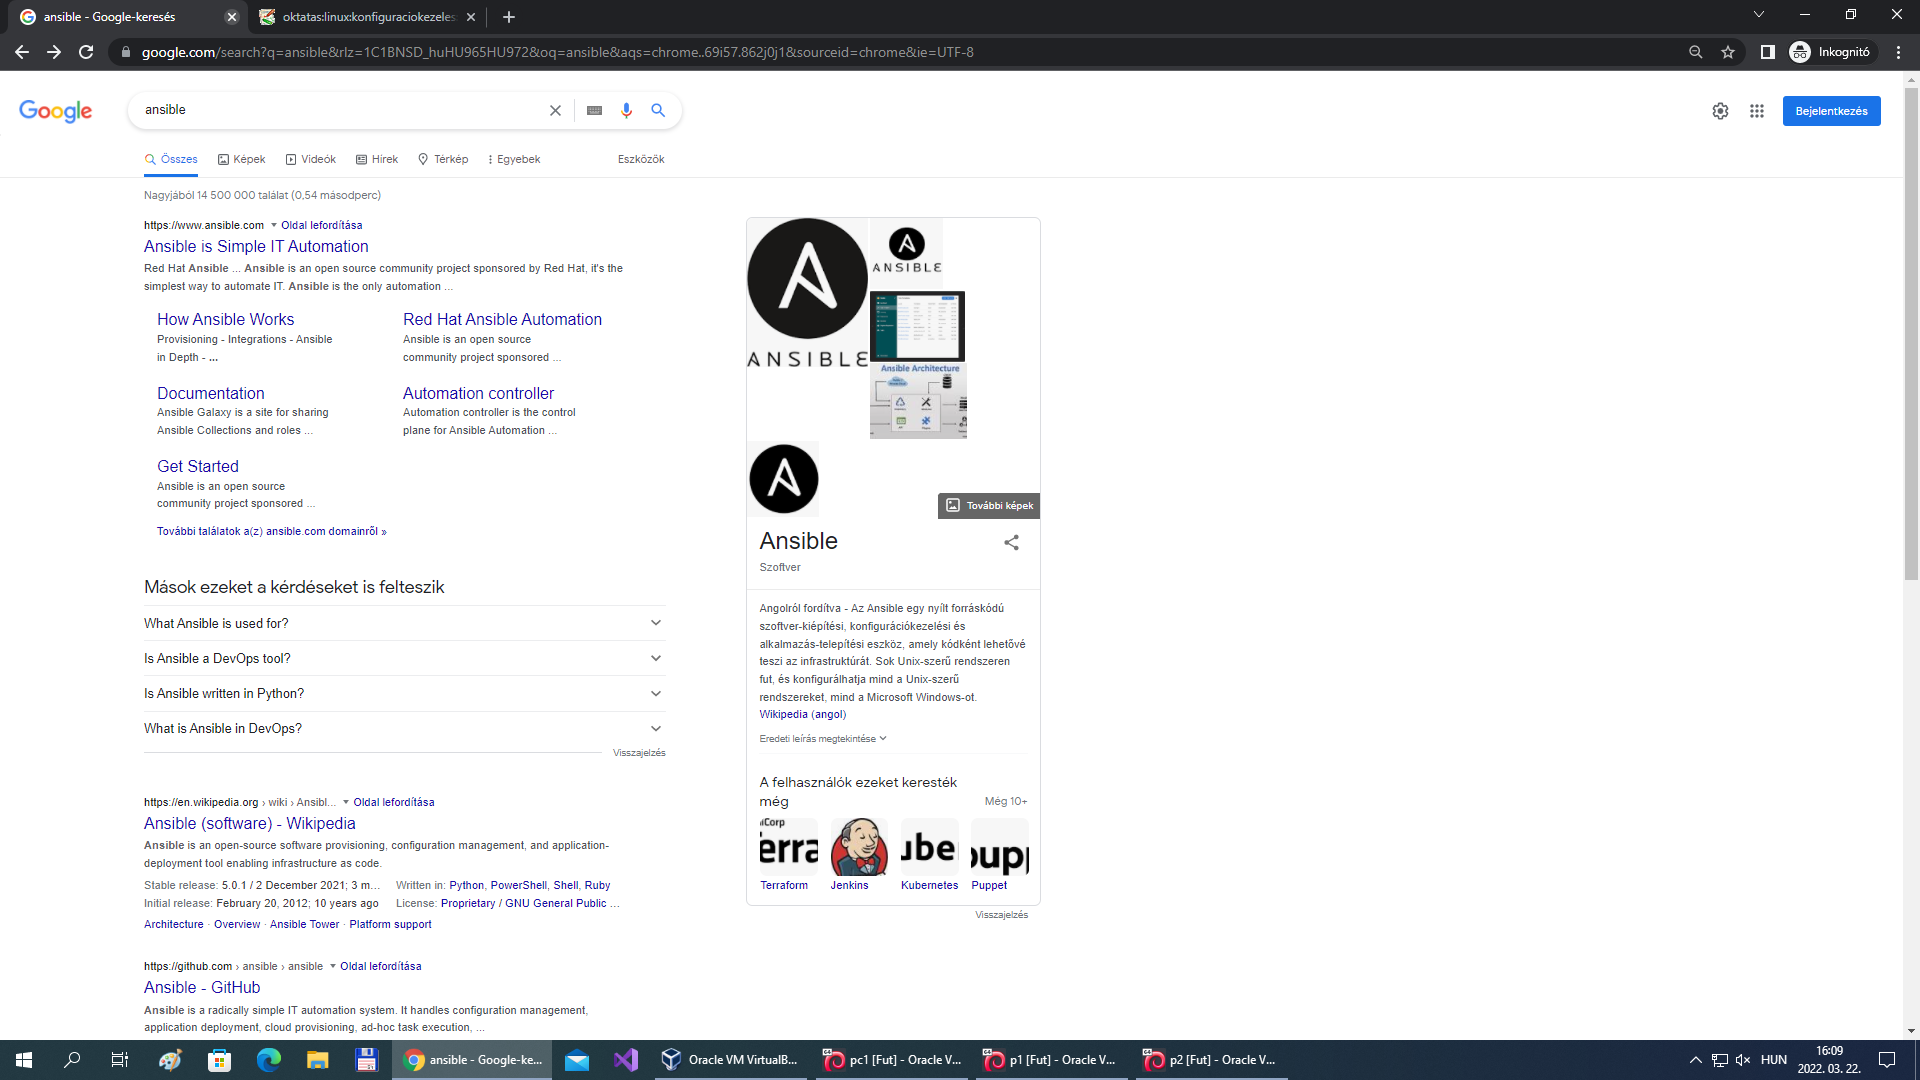 ansible - Google-keresés
oktatas:linux:konfiguraciokezeles
google.com/search?q=ansible&rlz=1C1BNSD_huHU965HU972&oq=ansible&aqs=chrome..69i57.862j0j1&sourceid=chrome&ie=UTF-8
Inkognitó
Google
ansible
Bejelentkezés
Összes
Képek
Videók
Hírek
Térkép
Egyebek
Eszközök
Nagyjából 14 500 000 találat (0,54 másodperc)
https://www.ansible.com
Oldal lefordítása
Ansible is Simple IT Automation
Red Hat Ansible ... Ansible is an open source community project sponsored by Red Hat, it's the
simplest way to automate IT. Ansible is the only automation ...
How Ansible Works
Provisioning - Integrations - Ansible
in Depth - ...
Red Hat Ansible Automation
Ansible is an open source
community project sponsored ...
Documentation
Ansible Galaxy is a site for sharing
Ansible Collections and roles ...
Automation controller
Automation controller is the control
plane for Ansible Automation ...
Get Started
Ansible is an open source
community project sponsored ...
További találatok a(z) ansible.com domainről »
Mások ezeket a kérdéseket is felteszik
What Ansible is used for?
Is Ansible a DevOps tool?
Is Ansible written in Python?
What is Ansible in DevOps?
Visszajelzés
https://en.wikipedia.org › wiki › Ansibl...
Oldal lefordítása
Ansible (software) - Wikipedia
Ansible is an open-source software provisioning, configuration management, and application-
deployment tool enabling infrastructure as code.
Stable release: 5.0.1 / 2 December 2021; 3 m...
Written in: Python, PowerShell, Shell, Ruby
Initial release: February 20, 2012; 10 years ago
License: Proprietary / GNU General Public ...
Architecture · Overview · Ansible Tower · Platform support
https://github.com › ansible › ansible
Oldal lefordítása
Ansible - GitHub
Ansible is a radically simple IT automation system. It handles configuration management,
application deployment, cloud provisioning, ad-hoc task execution, ...
ANSIBLE
ANSIBLE
Ansible Architecture
További képek
Ansible
Szoftver
Angolról fordítva - Az Ansible egy nyílt forráskódú
szoftver-kiépítési, konfigurációkezelési és
alkalmazás-telepítési eszköz, amely kódként lehetővé
teszi az infrastruktúrát. Sok Unix-szerű rendszeren
fut, és konfigurálhatja mind a Unix-szerű
rendszereket, mind a Microsoft Windows-ot.
Wikipedia (angol)
Eredeti leírás megtekintése
A felhasználók ezeket keresték
még
Még 10+
Terraform
Jenkins
Kubernetes
Puppet
Visszajelzés
ansible - Google-ke...
Oracle VM VirtualB...
pc1 [Fut] - Oracle V...
p1 [Fut] - Oracle V...
p2 [Fut] - Oracle V...
HUN
16:09
2022. 03. 22.